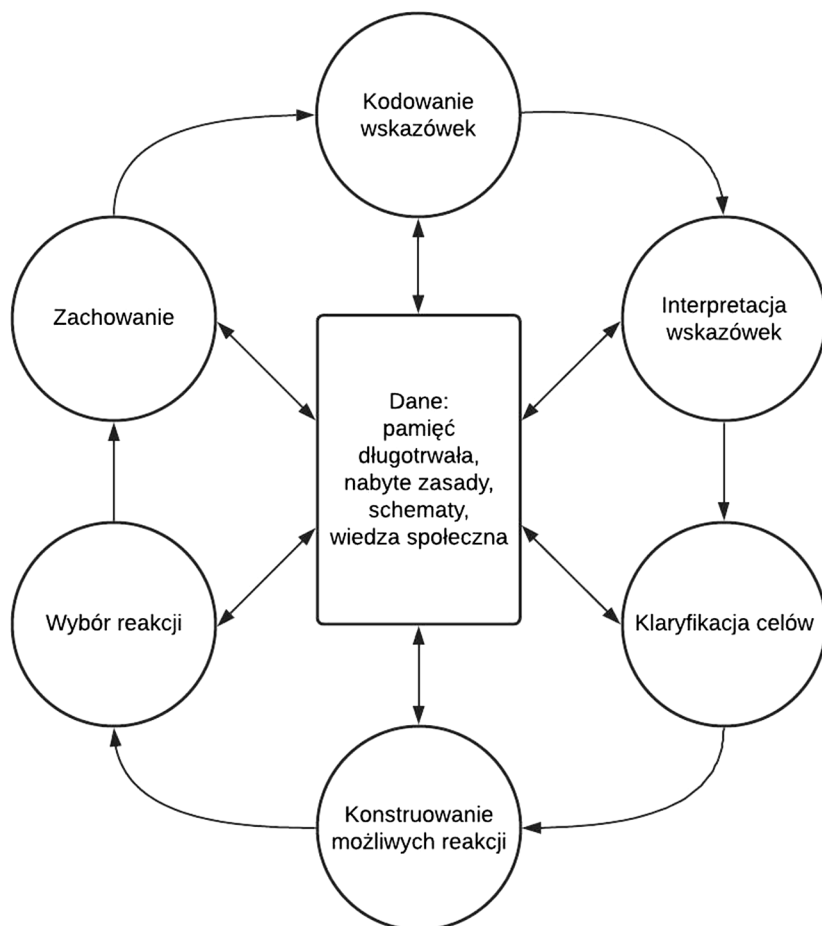 Kodowanie
wskazówek
Zachowanie
Interpretacja
wskazówek
Dane:
pamięć
długotrwała,
nabyte zasady,
schematy,
wiedza społeczna
Wybór reakcji
Klaryfikacja celów
Konstruowanie
możliwych reakcji